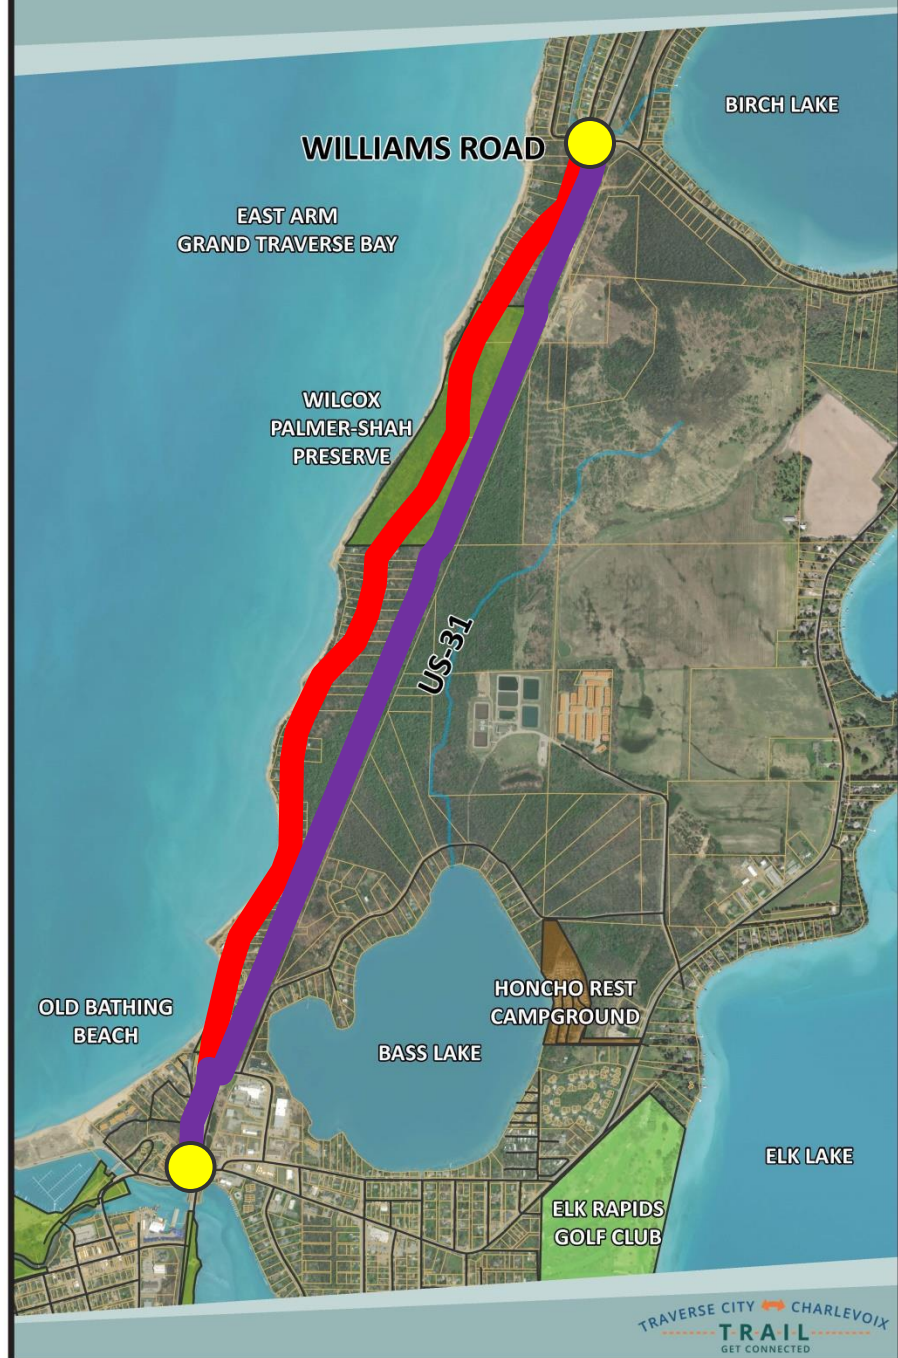 BIRCH LAKE
WILLIAMS ROAD
EAST ARM
GRAND TRAVERSE BAY
WILCOX
PALMER-SHAH
PRESERVE
US-31
HONCHO REST
CAMPGROUND
OLD BATHING
BEACH
BASS LAKE
ELK LAKE
ELK RAPIDS
GOLF CLUB
TRAVERSE CITY CHARLEVOIX
TRAIL
GET CONNECTED